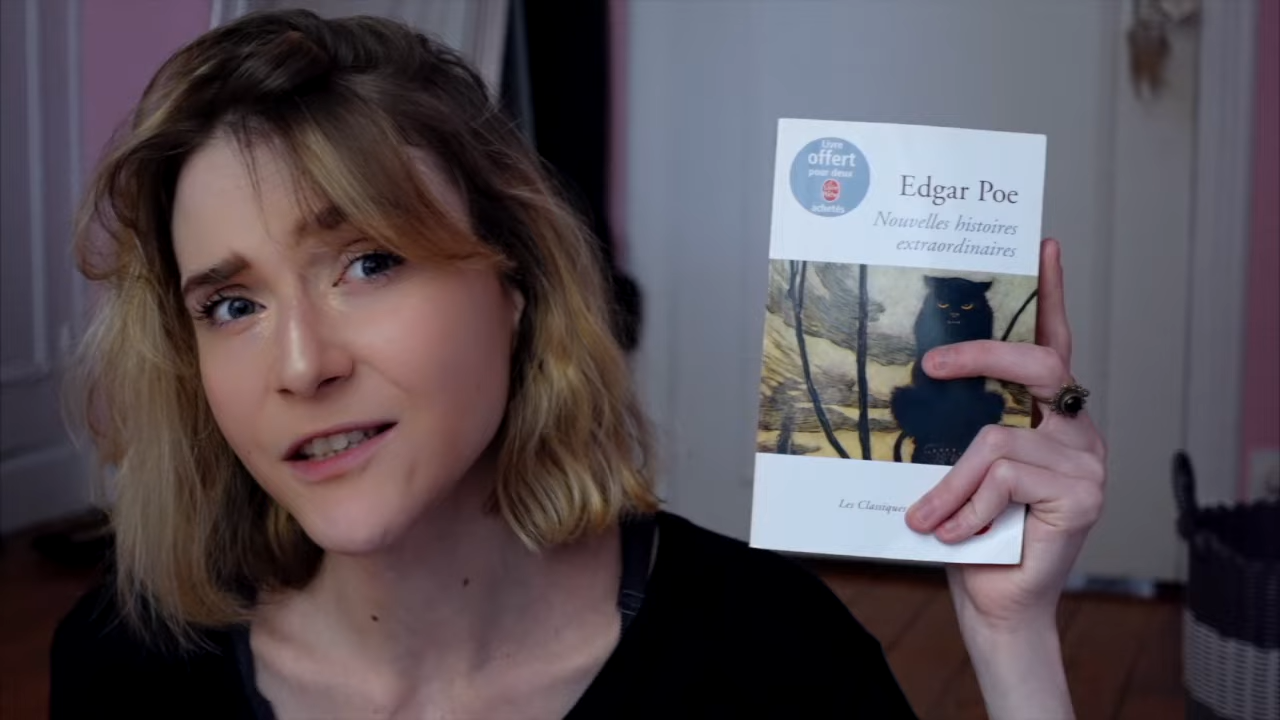 Livre
offert
pour deux
achetés
Edgar Poe
Nouvelles histoires
extraordinaires
Les Classiques